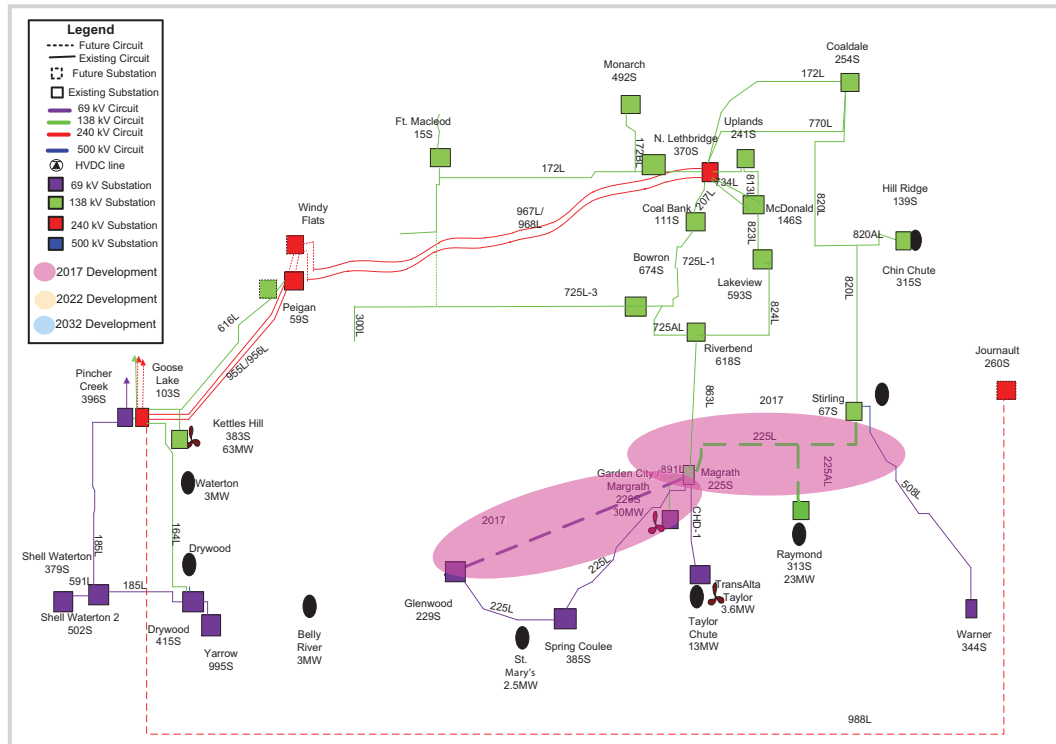 Legend
Future Circuit
Existing Circuit
Future Substation
Existing Substation
69 kV Circuit
138 kV Circuit
240 kV Circuit
500 kV Circuit
HVDC line
69 kV Substation
138 kV Substation
240 kV Substation
500 kV Substation
2017 Development
2022 Development
2032 Development
Coaldale
254S
Monarch
492S
172L
Uplands
241S
770L
Ft. Macleod
15S
N. Lethbridge
370S
172BL
172L
734L
813L
207L
McDonald
146S
Coal Bank
111S
820L
Hill Ridge
139S
820AL
Chin Chute
315S
Windy
Flats
967L/
968L
823L
Bowron
674S
725L-1
Lakeview
593S
Peigan
59S
725L-3
820L
824L
616L
300L
725AL
Riverbend
618S
955L/956L
Journault
260S
Pincher
Creek
396S
Goose
Lake
103S
863L
2017
Stirling
67S
Kettles Hill
383S
63MW
225L
225AL
Garden City /
Margrath
226S
30MW
891L
Magrath
225S
508L
Waterton
3MW
2017
CHD-1
164L
185L
Raymond
313S
23MW
Drywood
Shell Waterton
379S
591L
185L
225L
TransAlta
Taylor
3.6MW
Shell Waterton 2
502S
Drywood
415S
Yarrow
995S
Belly
River
3MW
Glenwood
229S
225L
St.
Mary's
2.5MW
Spring Coulee
385S
Taylor
Chute
13MW
Warner
344S
988L